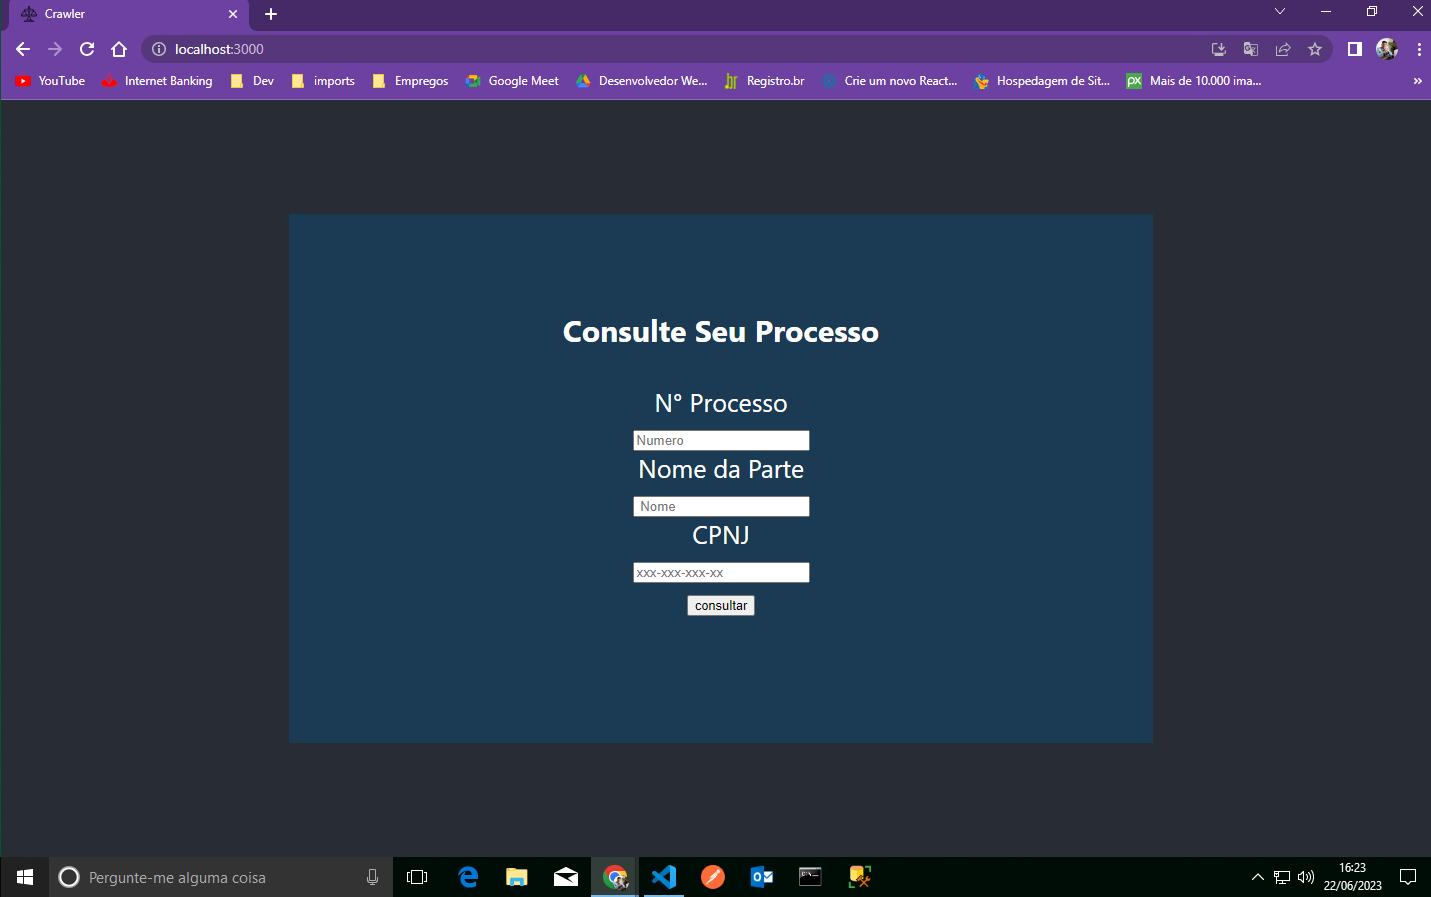 Crawler
localhost:3000
YouTube Internet Banking Dev imports Empregos Google Meet Desenvolvedor We... Registro.br Crie um novo React... Hospedagem de Sit... Mais de 10.000 ima... »
Consulte Seu Processo
N° Processo
Numero
Nome da Parte
Nome
CPNJ
xxx-xxx-xxx-xx
consultar
Pergunte-me alguma coisa
16:23
22/06/2023